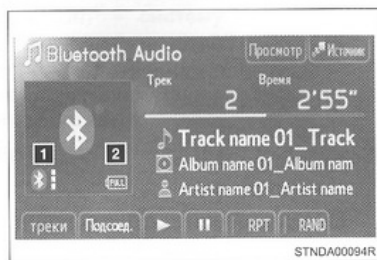 Bluetooth Audio Просмотр Источник
Трек Время
2 2'55"
Track name 01_Track
1 2
Album name 01_Album nam
FULL
Artist name 01_Artist name
треки Подсоед. RPT RAND
STNDA00094R